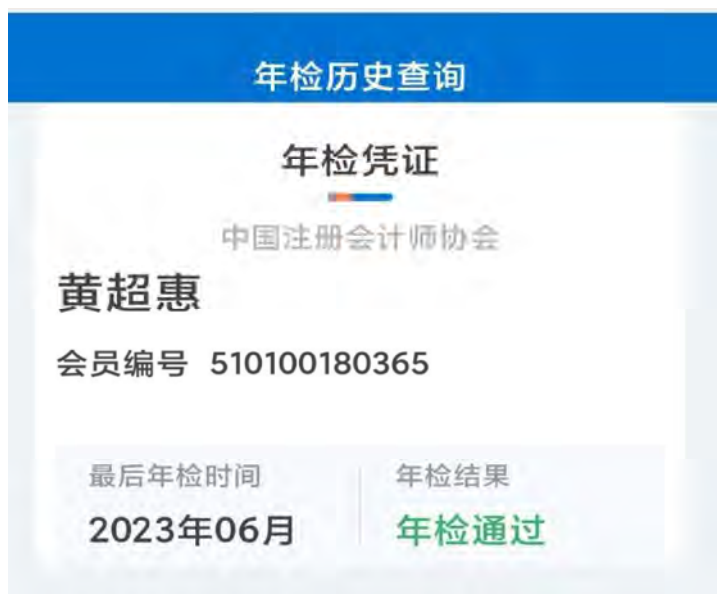 年检历史查询
年检凭证
中国注册会计师协会
黄超惠
会员编号 510100180365
最后年检时间 年检结果
2023年06月 年检通过